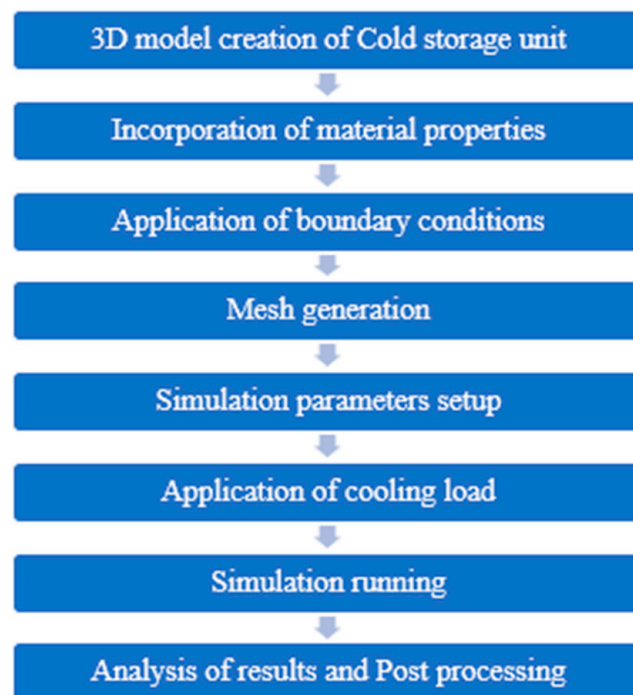 3D model creation of Cold storage unit
Incorporation of material properties
Application of boundary conditions
Mesh generation
Simulation parameters setup
Application of cooling load
Simulation running
Analysis of results and Post processing